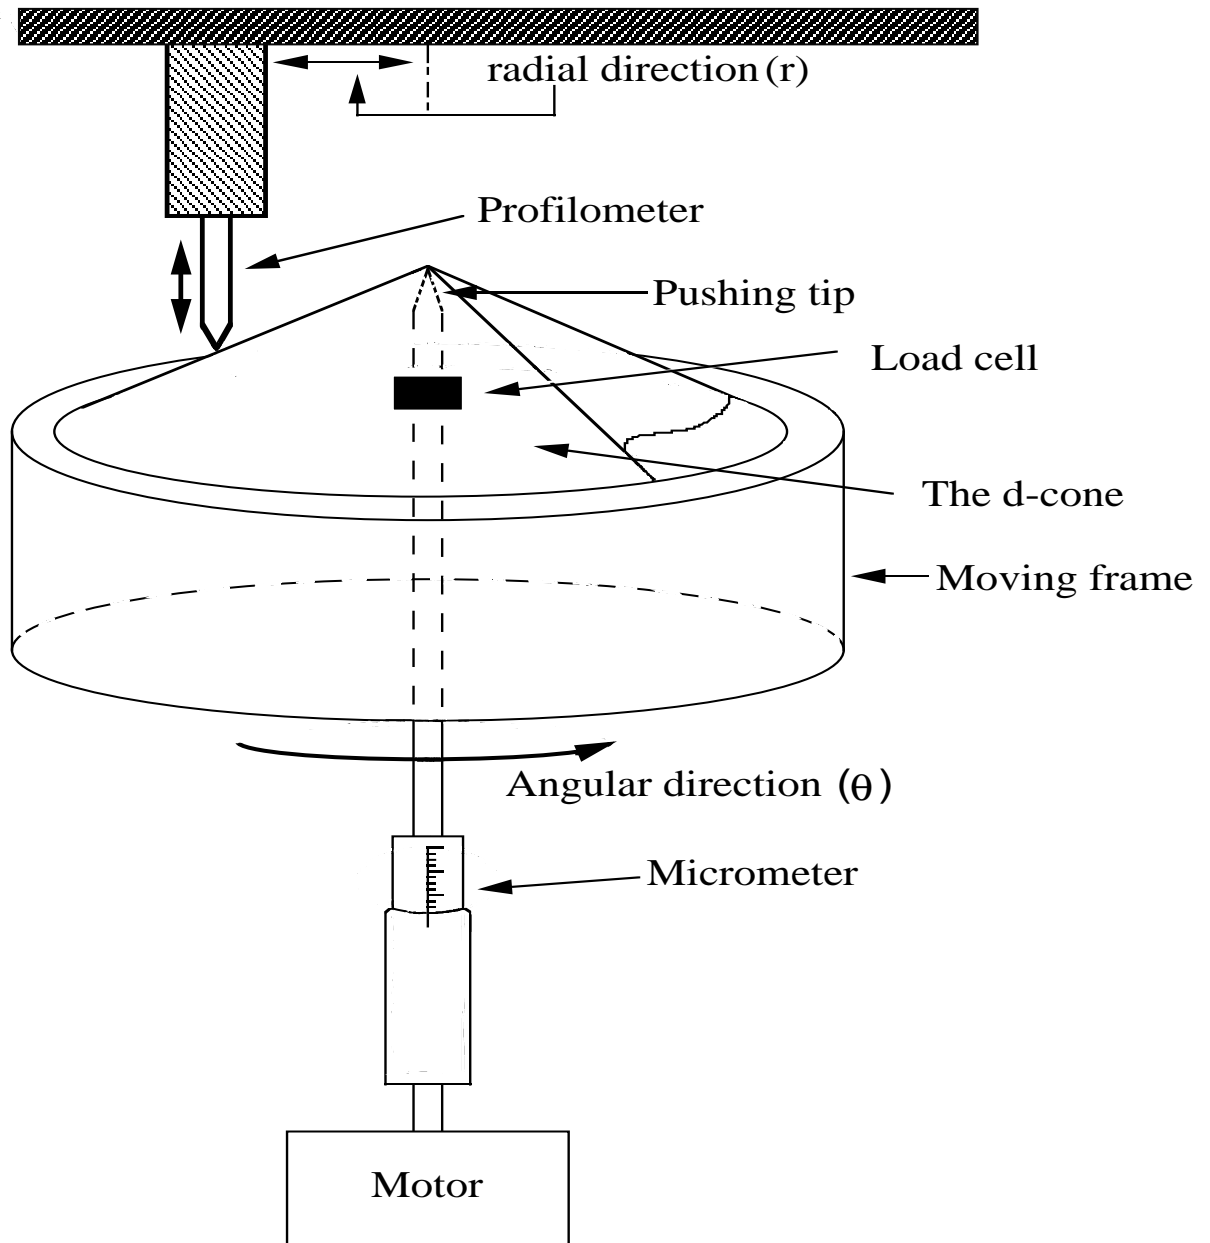 radial direction (r)
Profilometer
Pushing tip
Load cell
The d-cone
Moving frame
Angular direction (θ)
Micrometer
Motor